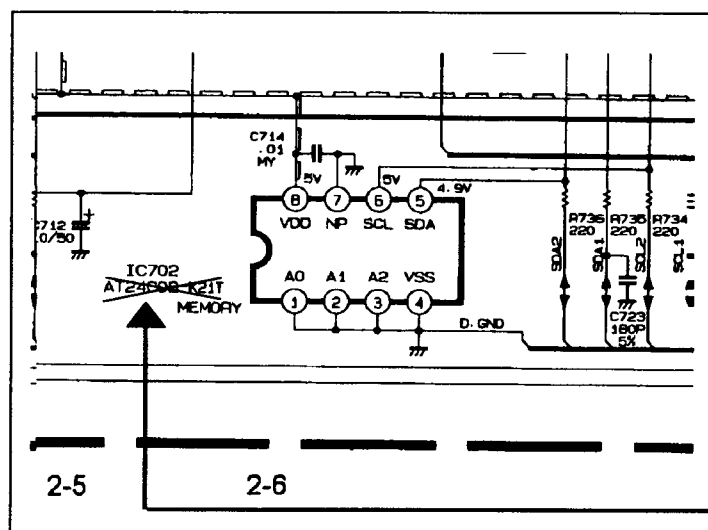 C714
.01
MY
5V
5V
4.9V
8
7
6
5
VDD
NP
SCL
SDA
R736
220
R735
220
R734
220
C712
.0/50
+
SDA2
SDA1
SCL2
SCL1
IC702
MEMORY
A0
A1
A2
VSS
1
2
3
4
D.GND
C723
180P
5%
2-5
2-6